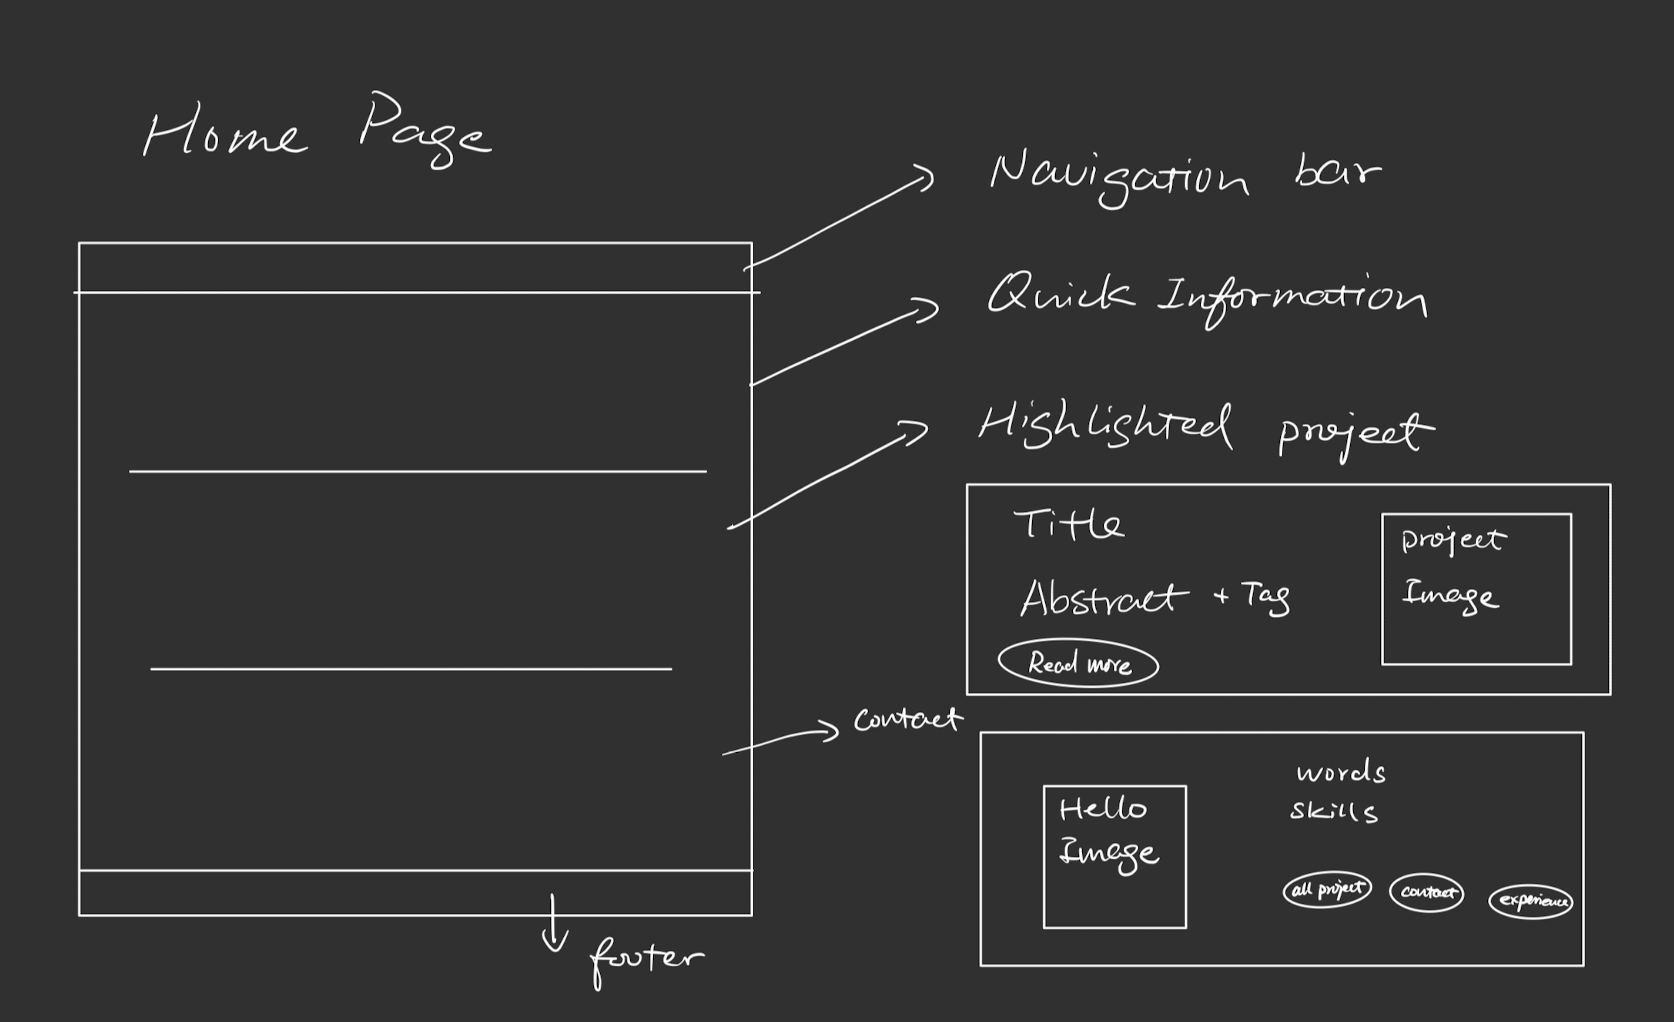 Home Page
Navigation bar
Quick Information
Highlighted project
Title
Abstract + Tag
Read more
project
Image
Contact
Hello
Image
words
skills
all project
contact
experience
footer